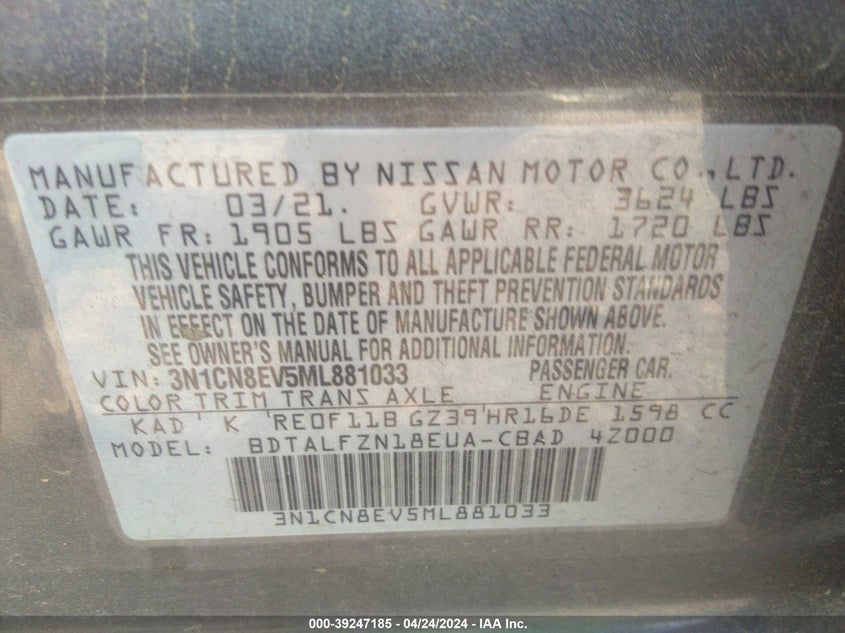 MANUFACTURED BY NISSAN MOTOR CO., LTD.
DATE: 03/21. GVWR: 3624 LBS
GAWR FR: 1905 LBS GAWR RR: 1720 LBS
THIS VEHICLE CONFORMS TO ALL APPLICABLE FEDERAL MOTOR
VEHICLE SAFETY, BUMPER AND THEFT PREVENTION STANDARDS
IN EFFECT ON THE DATE OF MANUFACTURE SHOWN ABOVE.
SEE OWNER'S MANUAL FOR ADDITIONAL INFORMATION.
VIN: 3N1CN8EV5ML881033 PASSENGER CAR.
COLOR TRIM TRANS AXLE ENGINE
KAD K RE0F11B GZ39 HR16DE 1598 CC
MODEL: BDTALFZN18EUA-CBAD 4Z000
3N1CN8EV5ML881033
000-39247185 - 04/24/2024 - IAA Inc.